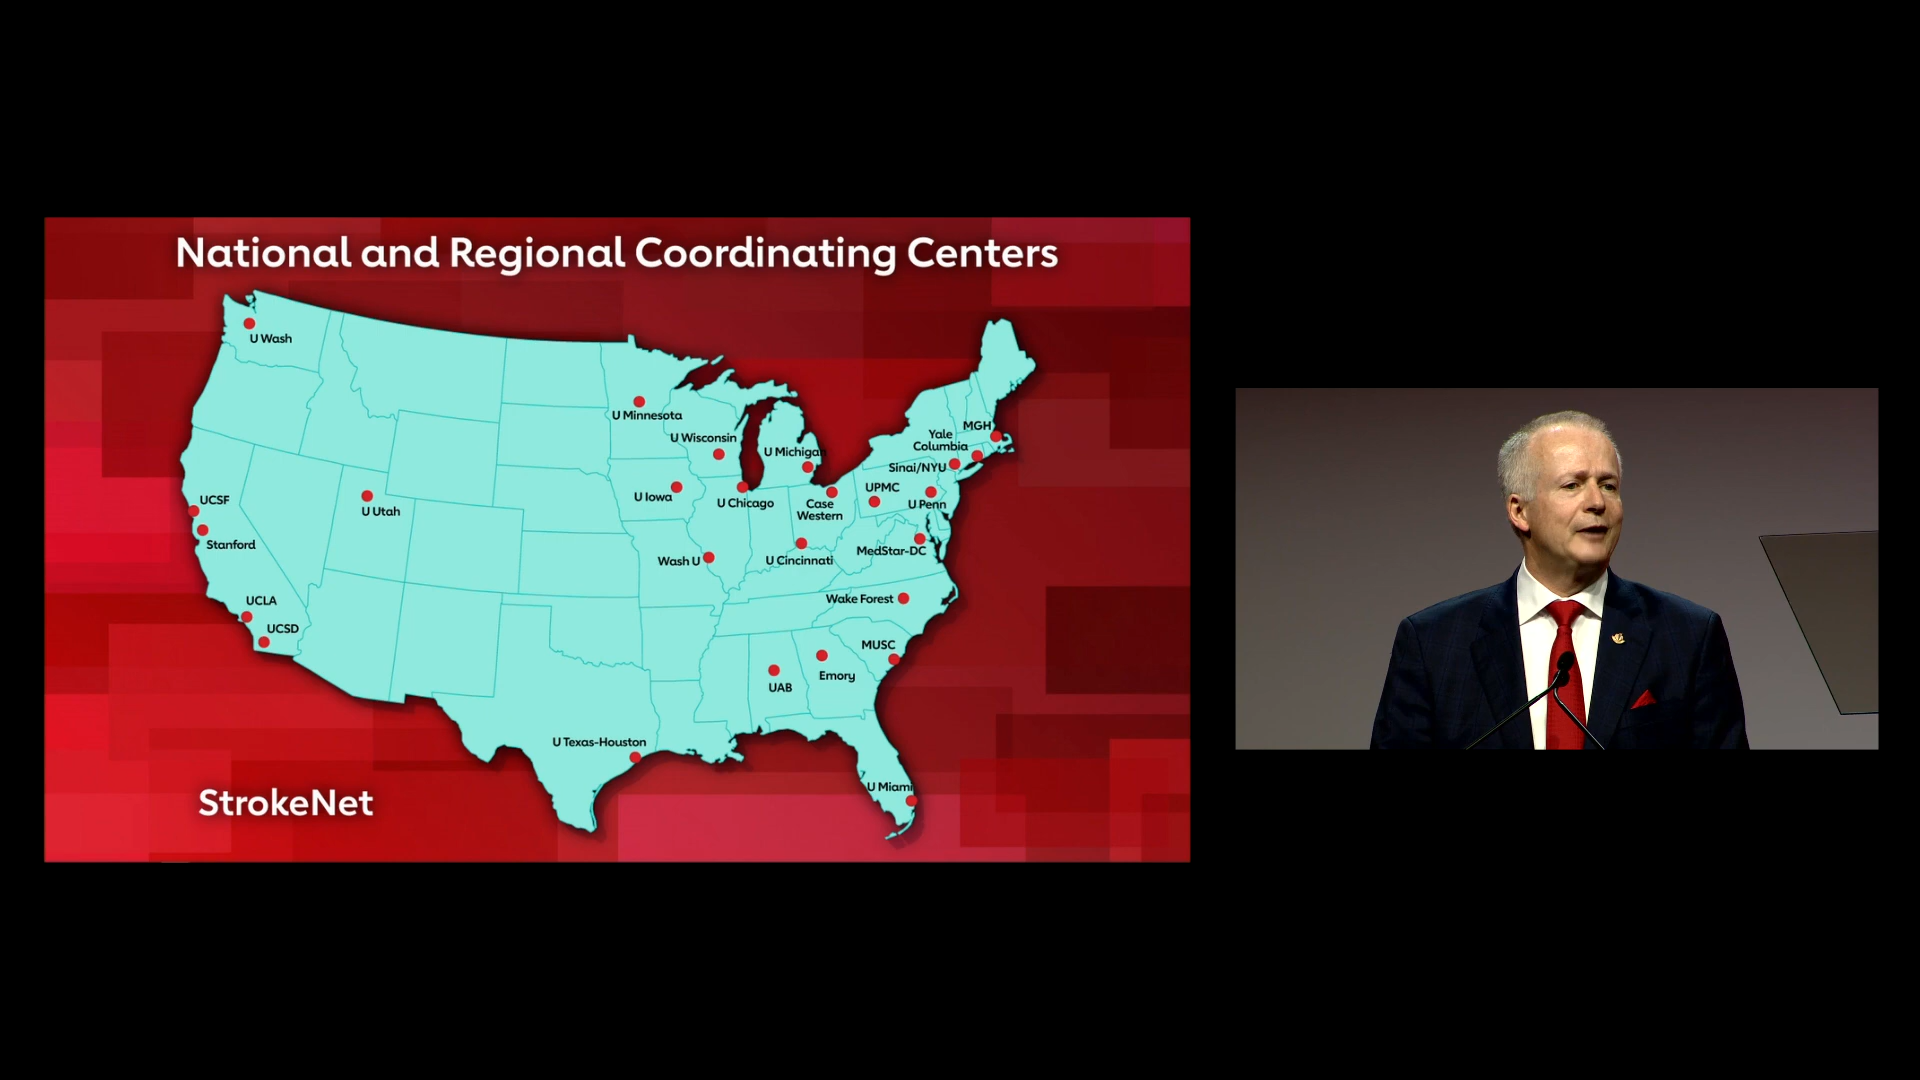 National and Regional Coordinating Centers
U Wash
U Minnesota
U Wisconsin
U Michigan
MGH
Yale
Columbia
Sinai/NYU
UPMC
U Penn
U Iowa
U Chicago
Case
Western
UCSF
U Utah
Stanford
Wash U
U Cincinnati
MedStar-DC
UCLA
Wake Forest
UCSD
MUSC
Emory
UAB
U Texas-Houston
U Miami
StrokeNet